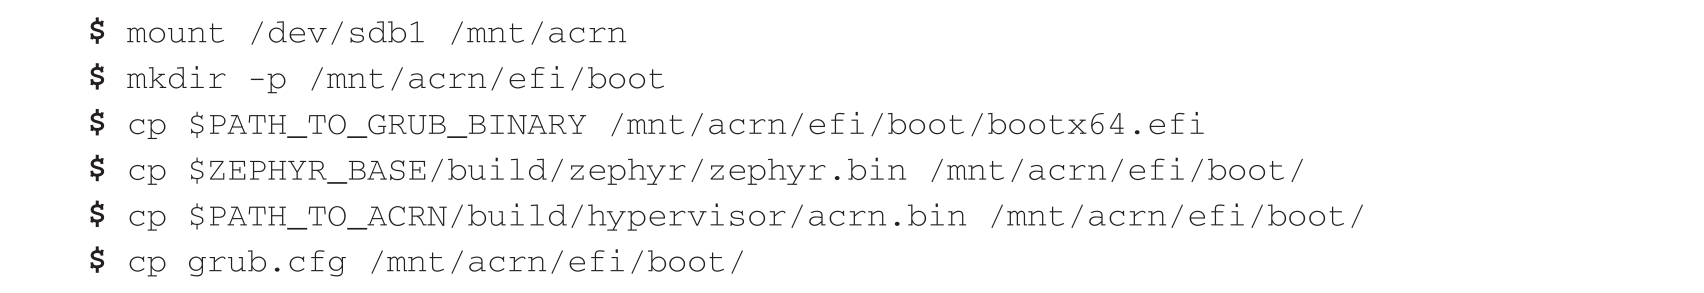 $ mount /dev/sdb1 /mnt/acrn
$ mkdir -p /mnt/acrn/efi/boot
$ cp $PATH_TO_GRUB_BINARY /mnt/acrn/efi/boot/bootx64.efi
$ cp $ZEPHYR_BASE/build/zephyr/zephyr.bin /mnt/acrn/efi/boot/
$ cp $PATH_TO_ACRN/build/hypervisor/acrn.bin /mnt/acrn/efi/boot/
$ cp grub.cfg /mnt/acrn/efi/boot/